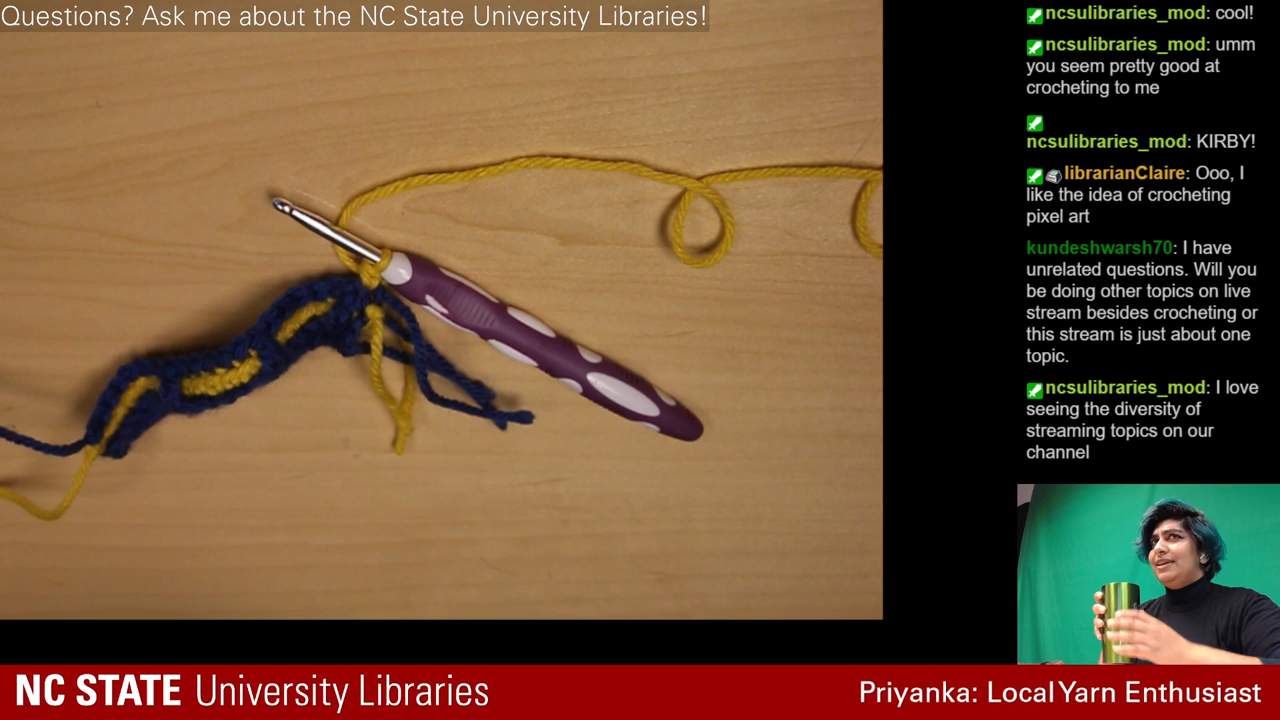 Questions? Ask me about the NC State University Libraries!
ncsulibraries_mod: cool!
ncsulibraries_mod: umm
you seem pretty good at
crocheting to me
ncsulibraries_mod: KIRBY!
librarianClaire: Ooo, I
like the idea of crocheting
pixel art
kundeshwarsh70: I have
unrelated questions. Will you
be doing other topics on live
stream besides crocheting or
this stream is just about one
topic.
ncsulibraries_mod: I love
seeing the diversity of
streaming topics on our
channel
NC STATE University Libraries
Priyanka: Local Yarn Enthusiast